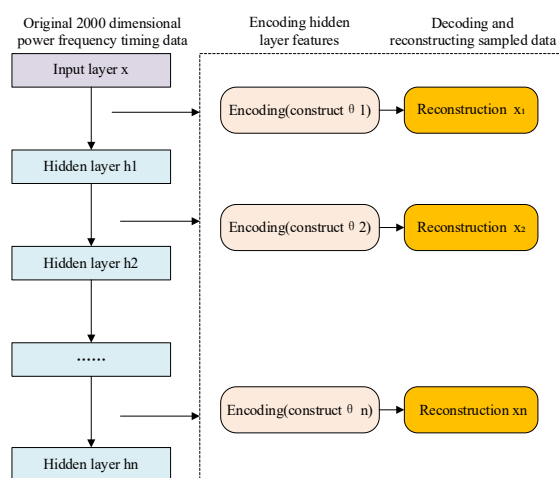 Original 2000 dimensional
power frequency timing data
Encoding hidden
layer features
Decoding and
reconstructing sampled data
Input layer x
Encoding(construct θ 1)
Reconstruction x₁
Hidden layer h1
Encoding(construct θ 2)
Reconstruction x₂
Hidden layer h2
......
Encoding(construct θ n)
Reconstruction xn
Hidden layer hn